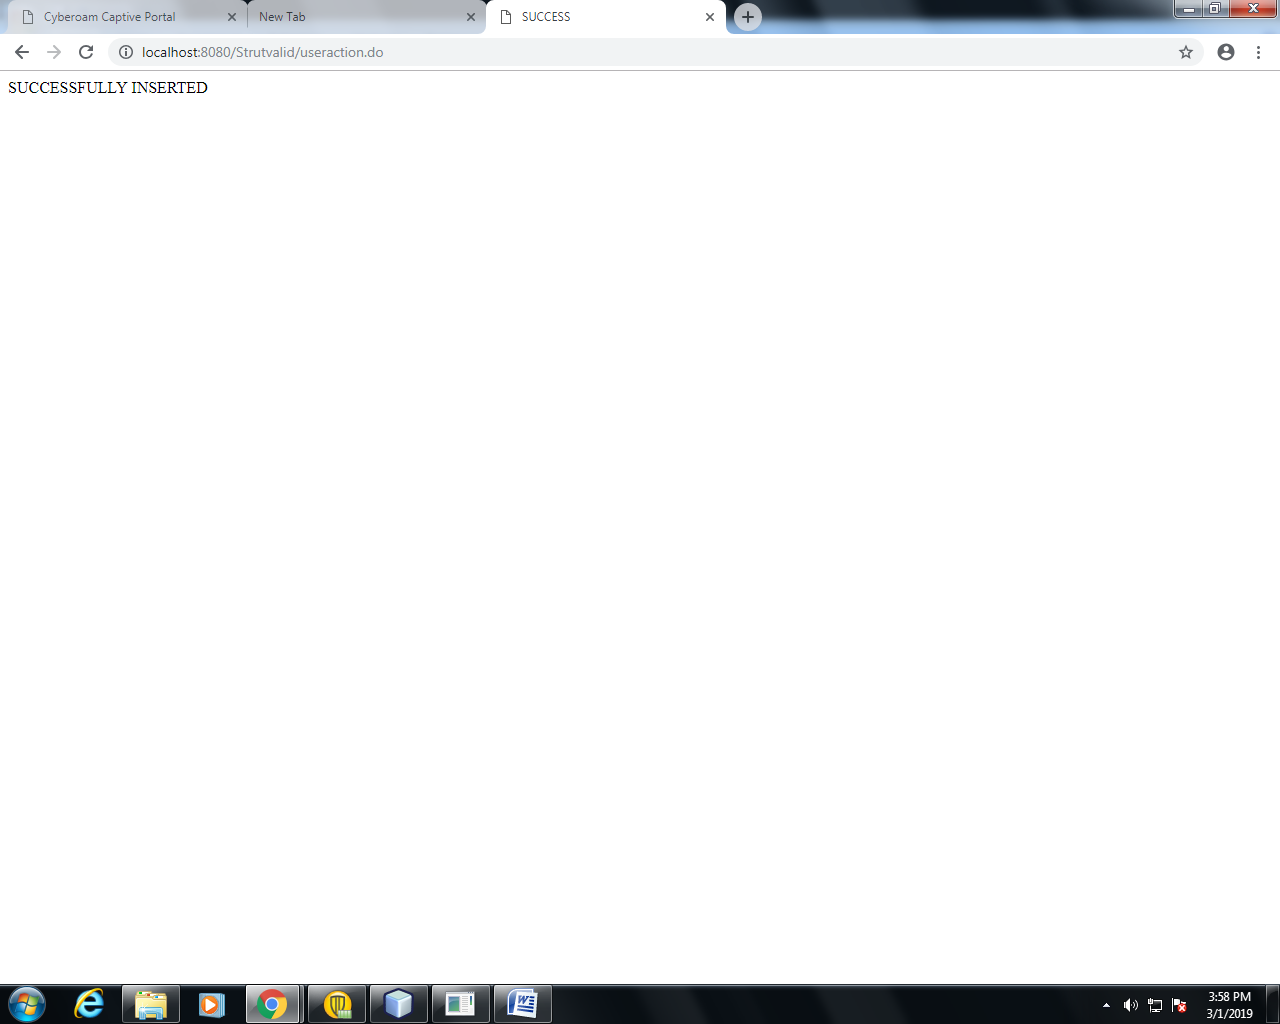 Cyberoam Captive Portal
New Tab
SUCCESS
localhost:8080/Strutvalid/useraction.do
SUCCESSFULLY INSERTED
3:58 PM
3/1/2019